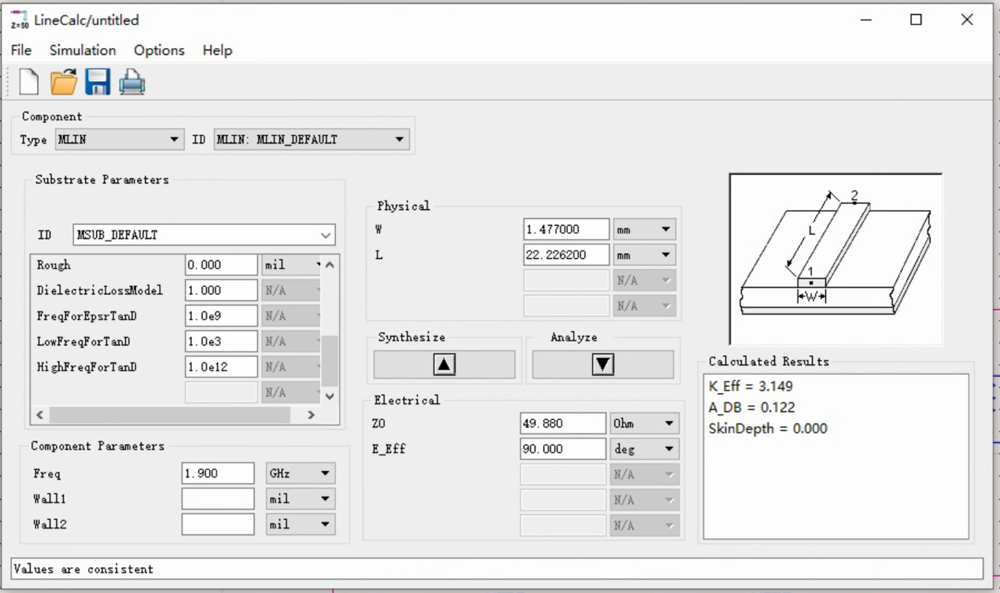 Z=50 LineCalc/untitled
File Simulation Options Help
Component
Type MLIN ID MLIN: MLIN_DEFAULT
Substrate Parameters
ID MSUB_DEFAULT
Rough 0.000 mil
DielectricLossModel 1.000 N/A
FreqForEpsrTanD 1.0e9 N/A
LowFreqForTanD 1.0e3 N/A
HighFreqForTanD 1.0e12 N/A
N/A
Component Parameters
Freq 1.900 GHz
Wall1 mil
Wall2 mil
Physical
W 1.477000 mm
L 22.226200 mm
N/A
N/A
Synthesize Analyze
Electrical
Z0 49.880 Ohm
E_Eff 90.000 deg
N/A
N/A
N/A
2
L
1
W
Calculated Results
K_Eff = 3.149
A_DB = 0.122
SkinDepth = 0.000
Values are consistent